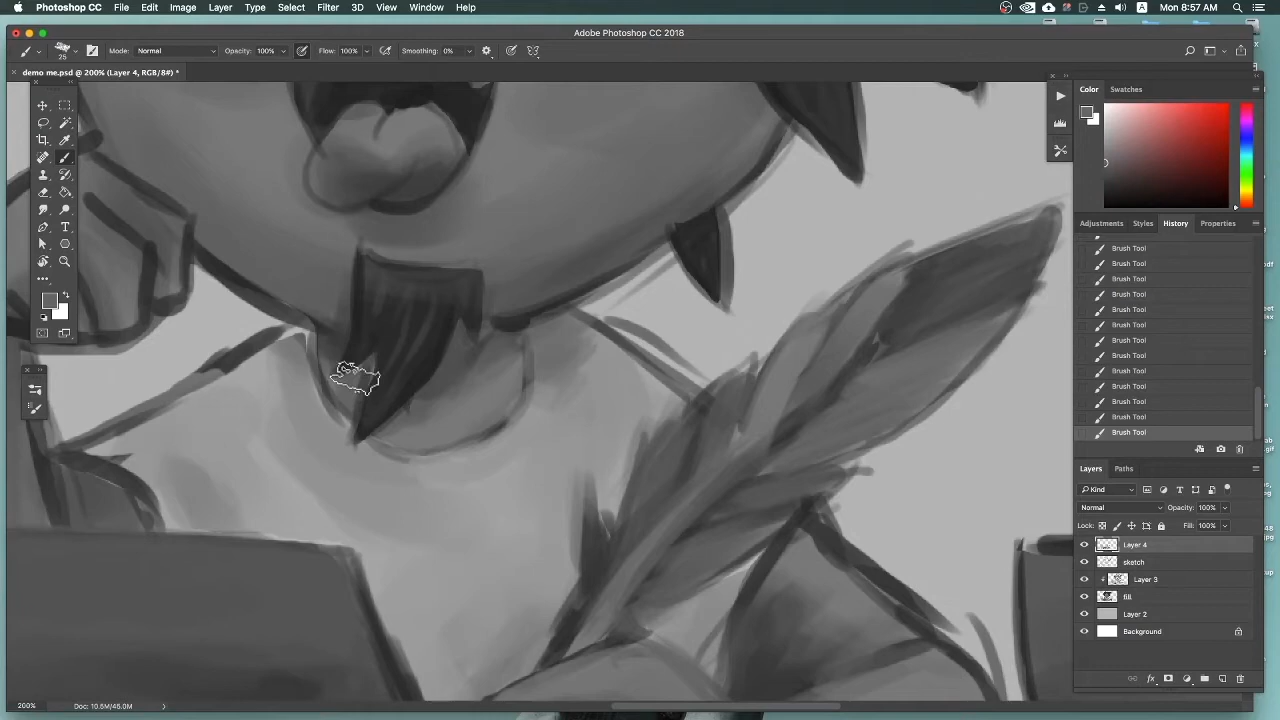 Photoshop CC File Edit Image Layer Type Select Filter 3D View Window Help
A Mon 8:57 AM
Adobe Photoshop CC 2018
25 Mode: Normal Opacity: 100% Flow: 100% Smoothing: 0%
demo me.psd @ 200% (Layer 4, RGB/8#) *
Color Swatches
Adjustments Styles History Properties
Brush Tool
Brush Tool
Brush Tool
Brush Tool
Brush Tool
Brush Tool
Brush Tool
Brush Tool
Brush Tool
Brush Tool
Brush Tool
Brush Tool
Brush Tool
Layers Paths
Kind
Normal Opacity: 100%
Lock: Fill: 100%
Layer 4
sketch
Layer 3
fill
Layer 2
Background
200% Doc: 10.5M/45.0M